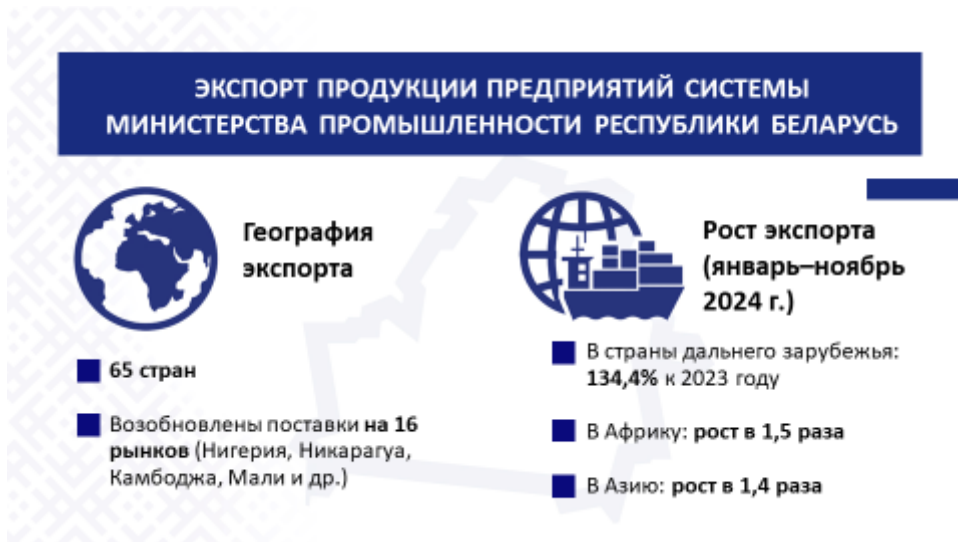 ЭКСПОРТ ПРОДУКЦИИ ПРЕДПРИЯТИЙ СИСТЕМЫ
МИНИСТЕРСТВА ПРОМЫШЛЕННОСТИ РЕСПУБЛИКИ БЕЛАРУСЬ
География
экспорта
65 стран
Возобновлены поставки на 16
рынков (Нигерия, Никарагуа,
Камбоджа, Мали и др.)
Рост экспорта
(январь–ноябрь
2024 г.)
В страны дальнего зарубежья:
134,4% к 2023 году
В Африку: рост в 1,5 раза
В Азию: рост в 1,4 раза